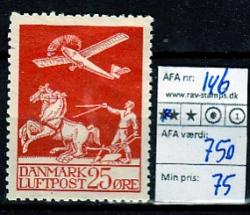 DANMARK
LUFTPOST 25 ØRE
AFA nr: 146
www.rav-stamps.dk
AFA værdi:
750
Min pris: 75